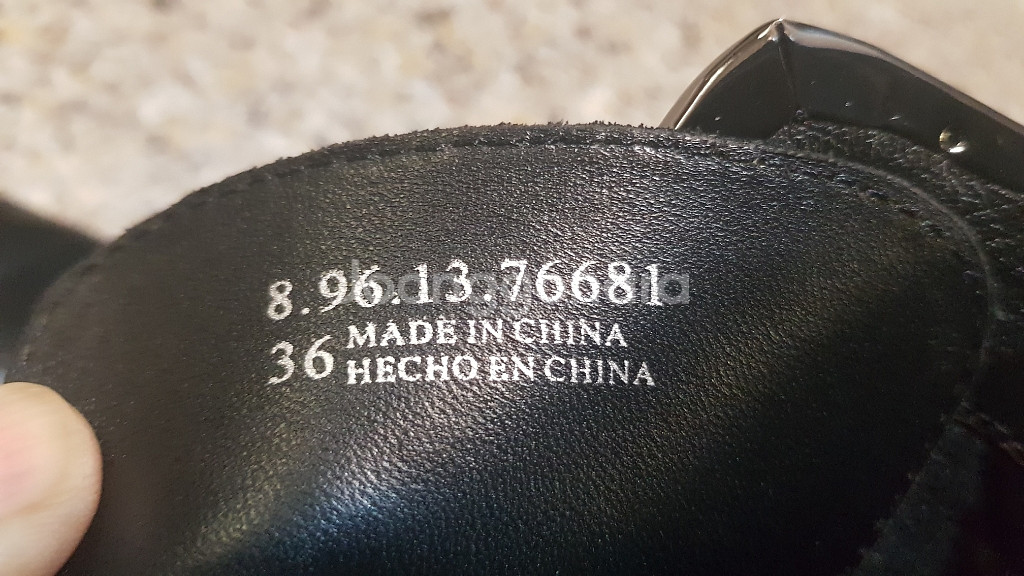 8.96.13.76681
36 MADE IN CHINA
HECHO EN CHINA